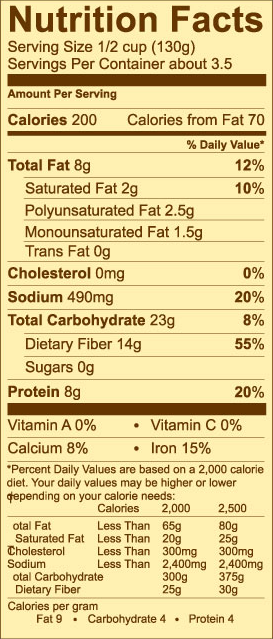 Nutrition Facts
Serving Size 1/2 cup (130g)
Servings Per Container about 3.5
Amount Per Serving
Calories 200 Calories from Fat 70
% Daily Value*
Total Fat 8g 12%
Saturated Fat 2g 10%
Polyunsaturated Fat 2.5g
Monounsaturated Fat 1.5g
Trans Fat 0g
Cholesterol 0mg 0%
Sodium 490mg 20%
Total Carbohydrate 23g 8%
Dietary Fiber 14g 55%
Sugars 0g
Protein 8g 20%
Vitamin A 0% • Vitamin C 0%
Calcium 8% • Iron 15%
*Percent Daily Values are based on a 2,000 calorie
diet. Your daily values may be higher or lower
depending on your calorie needs:
Calories 2,000 2,500
otal Fat Less Than 65g 80g
Saturated Fat Less Than 20g 25g
Cholesterol Less Than 300mg 300mg
Sodium Less Than 2,400mg 2,400mg
otal Carbohydrate 300g 375g
Dietary Fiber 25g 30g
Calories per gram
Fat 9 • Carbohydrate 4 • Protein 4